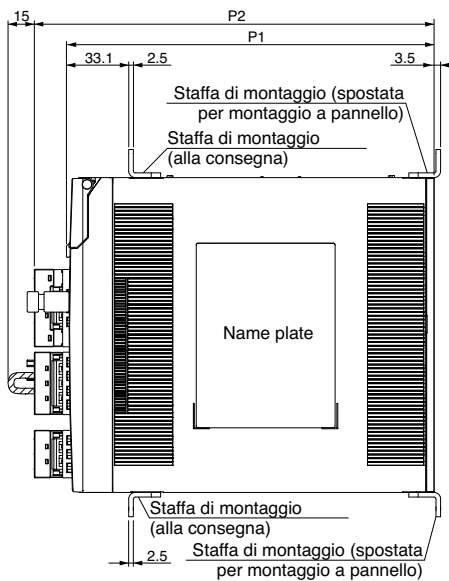 15
P2
P1
33.1
2.5
3.5
Staffa di montaggio (spostata
per montaggio a pannello)
Staffa di montaggio
(alla consegna)
Name plate
Staffa di montaggio
(alla consegna)
2.5
Staffa di montaggio (spostata
per montaggio a pannello)